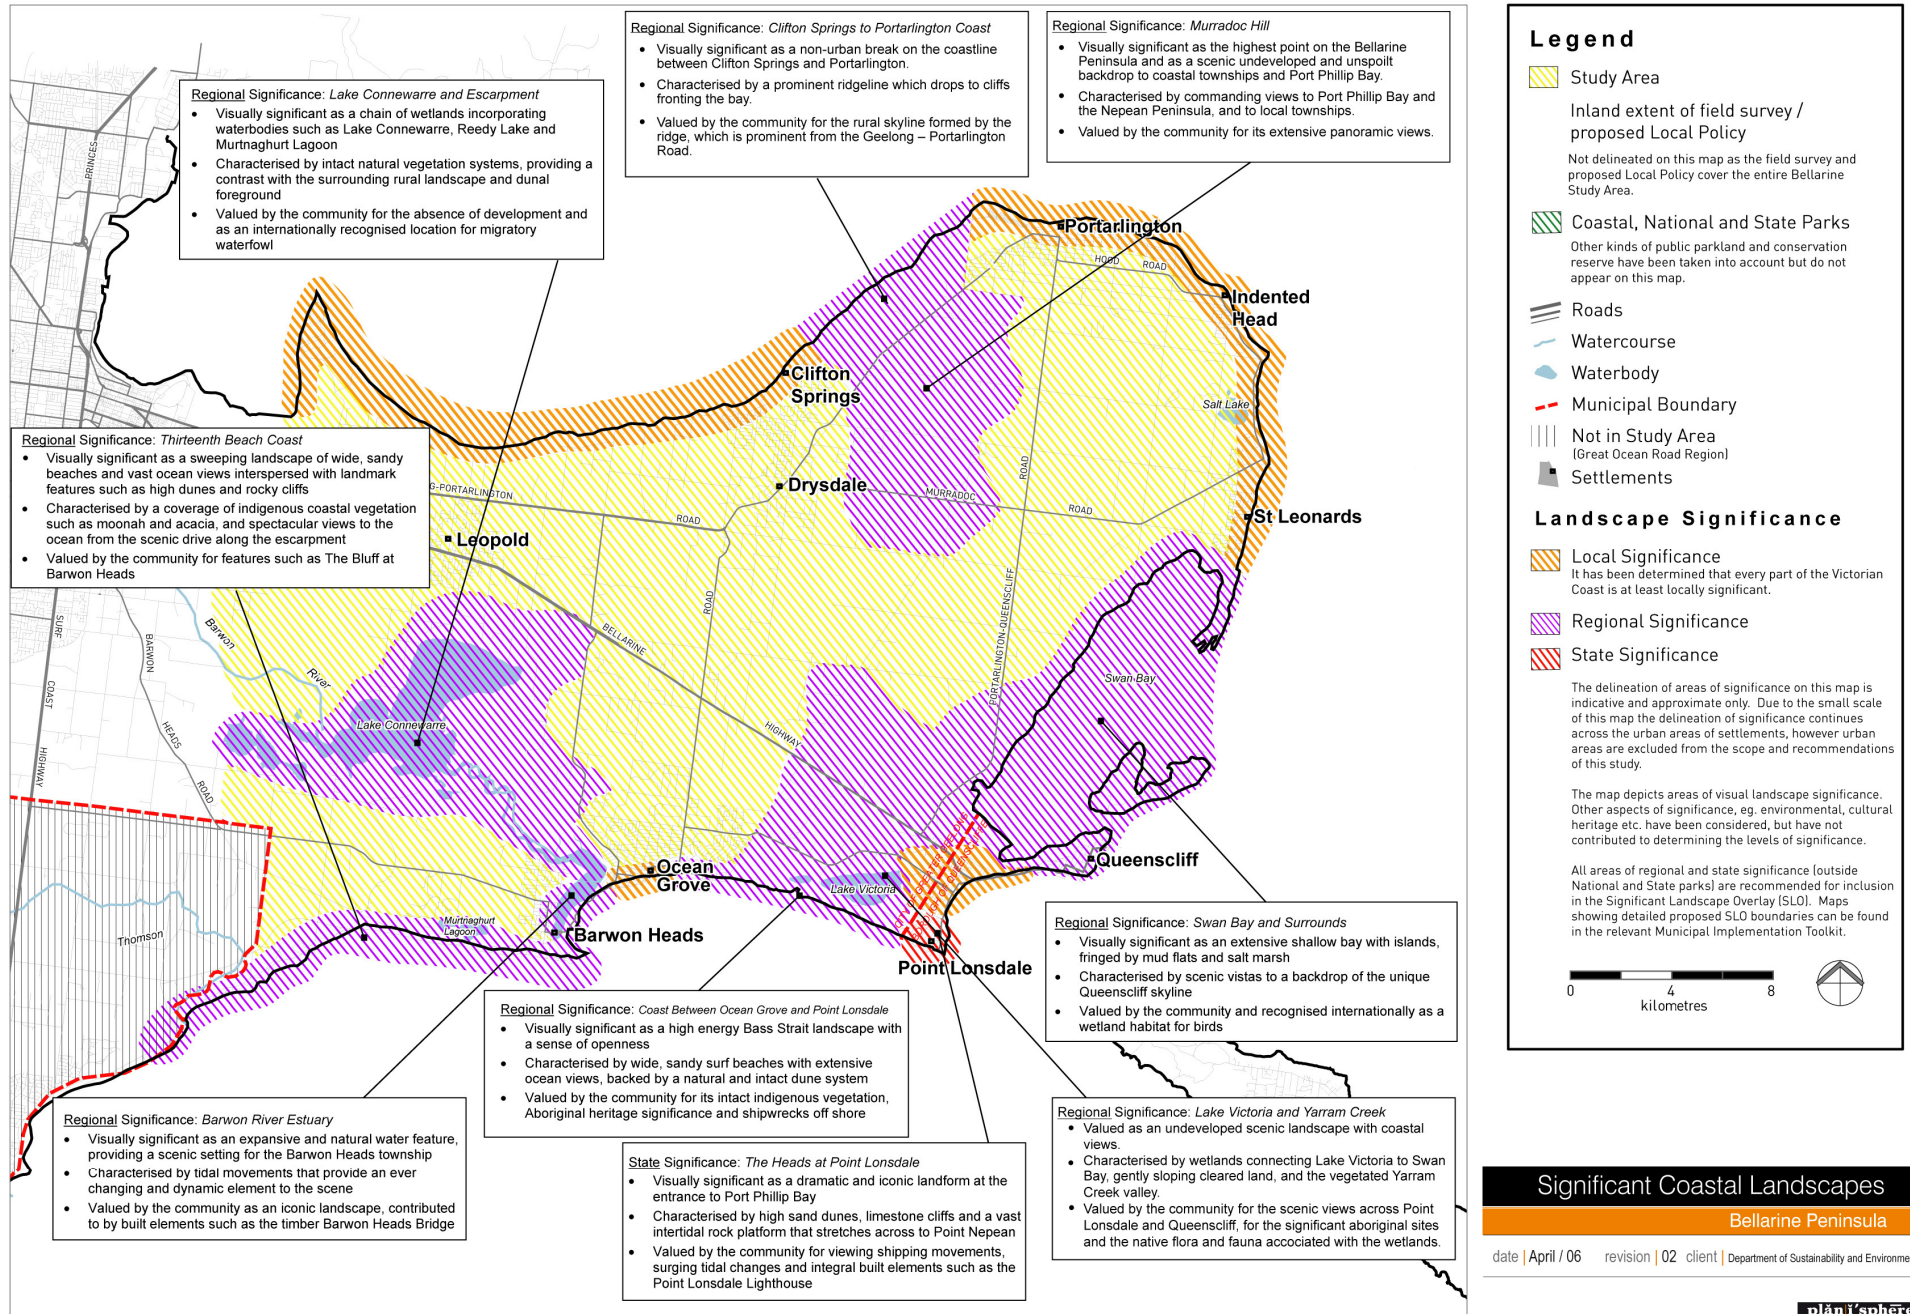 Regional Significance: Clifton Springs to Portarlington Coast
• Visually significant as a non-urban break on the coastline
between Clifton Springs and Portarlington.
• Characterised by a prominent ridgeline which drops to cliffs
fronting the bay.
• Valued by the community for the rural skyline formed by the
ridge, which is prominent from the Geelong – Portarlington
Road.
Regional Significance: Murradoc Hill
• Visually significant as the highest point on the Bellarine
Peninsula and as a scenic undeveloped and unspoilt
backdrop to coastal townships and Port Phillip Bay.
• Characterised by commanding views to Port Phillip Bay and
the Nepean Peninsula, and to local townships.
• Valued by the community for its extensive panoramic views.
Regional Significance: Lake Connewarre and Escarpment
• Visually significant as a chain of wetlands incorporating
waterbodies such as Lake Connewarre, Reedy Lake and
Murtnaghurt Lagoon
• Characterised by intact natural vegetation systems, providing a
contrast with the surrounding rural landscape and dunal
foreground
• Valued by the community for the absence of development and
as an internationally recognised location for migratory
waterfowl
PRINCES
Portarlington
HOOD ROAD
Indented
Head
Clifton
Springs
Salt Lake
Regional Significance: Thirteenth Beach Coast
• Visually significant as a sweeping landscape of wide, sandy
beaches and vast ocean views interspersed with landmark
features such as high dunes and rocky cliffs
• Characterised by a coverage of indigenous coastal vegetation
such as moonah and acacia, and spectacular views to the
ocean from the scenic drive along the escarpment
• Valued by the community for features such as The Bluff at
Barwon Heads
G-PORTARLINGTON
ROAD
Drysdale
MURRADOC
ROAD
ROAD
St Leonards
Leopold
ROAD
BELLARINE
HIGHWAY
PORTARLINGTON-QUEENSCLIFF
SURF
COAST
HIGHWAY
BARWON
HEADS
ROAD
Barwon
River
Lake Connewarre
Swan Bay
CITY OF GREATER GEELONG
BOROUGH OF QUEENSCLIFFE
Ocean
Grove
Lake Victoria
Queenscliff
Murtnaghurt
Lagoon
Barwon Heads
Thomson
Point Lonsdale
Regional Significance: Swan Bay and Surrounds
• Visually significant as an extensive shallow bay with islands,
fringed by mud flats and salt marsh
• Characterised by scenic vistas to a backdrop of the unique
Queenscliff skyline
• Valued by the community and recognised internationally as a
wetland habitat for birds
Regional Significance: Coast Between Ocean Grove and Point Lonsdale
• Visually significant as a high energy Bass Strait landscape with
a sense of openness
• Characterised by wide, sandy surf beaches with extensive
ocean views, backed by a natural and intact dune system
• Valued by the community for its intact indigenous vegetation,
Aboriginal heritage significance and shipwrecks off shore
Regional Significance: Barwon River Estuary
• Visually significant as an expansive and natural water feature,
providing a scenic setting for the Barwon Heads township
• Characterised by tidal movements that provide an ever
changing and dynamic element to the scene
• Valued by the community as an iconic landscape, contributed
to by built elements such as the timber Barwon Heads Bridge
State Significance: The Heads at Point Lonsdale
• Visually significant as a dramatic and iconic landform at the
entrance to Port Phillip Bay
• Characterised by high sand dunes, limestone cliffs and a vast
intertidal rock platform that stretches across to Point Nepean
• Valued by the community for viewing shipping movements,
surging tidal changes and integral built elements such as the
Point Lonsdale Lighthouse
Regional Significance: Lake Victoria and Yarram Creek
• Valued as an undeveloped scenic landscape with coastal
views.
• Characterised by wetlands connecting Lake Victoria to Swan
Bay, gently sloping cleared land, and the vegetated Yarram
Creek valley.
• Valued by the community for the scenic views across Point
Lonsdale and Queenscliff, for the significant aboriginal sites
and the native flora and fauna accociated with the wetlands.
Legend
Study Area
Inland extent of field survey /
proposed Local Policy
Not delineated on this map as the field survey and
proposed Local Policy cover the entire Bellarine
Study Area.
Coastal, National and State Parks
Other kinds of public parkland and conservation
reserve have been taken into account but do not
appear on this map.
Roads
Watercourse
Waterbody
Municipal Boundary
Not in Study Area
(Great Ocean Road Region)
Settlements
Landscape Significance
Local Significance
It has been determined that every part of the Victorian
Coast is at least locally significant.
Regional Significance
State Significance
The delineation of areas of significance on this map is
indicative and approximate only. Due to the small scale
of this map the delineation of significance continues
across the urban areas of settlements, however urban
areas are excluded from the scope and recommendations
of this study.
The map depicts areas of visual landscape significance.
Other aspects of significance, eg. environmental, cultural
heritage etc. have been considered, but have not
contributed to determining the levels of significance.
All areas of regional and state significance (outside
National and State parks) are recommended for inclusion
in the Significant Landscape Overlay (SLO). Maps
showing detailed proposed SLO boundaries can be found
in the relevant Municipal Implementation Toolkit.
0 4 8
kilometres
Significant Coastal Landscapes
Bellarine Peninsula
date | April / 06 revision | 02 client | Department of Sustainability and Environme
plăn|i'sphēre